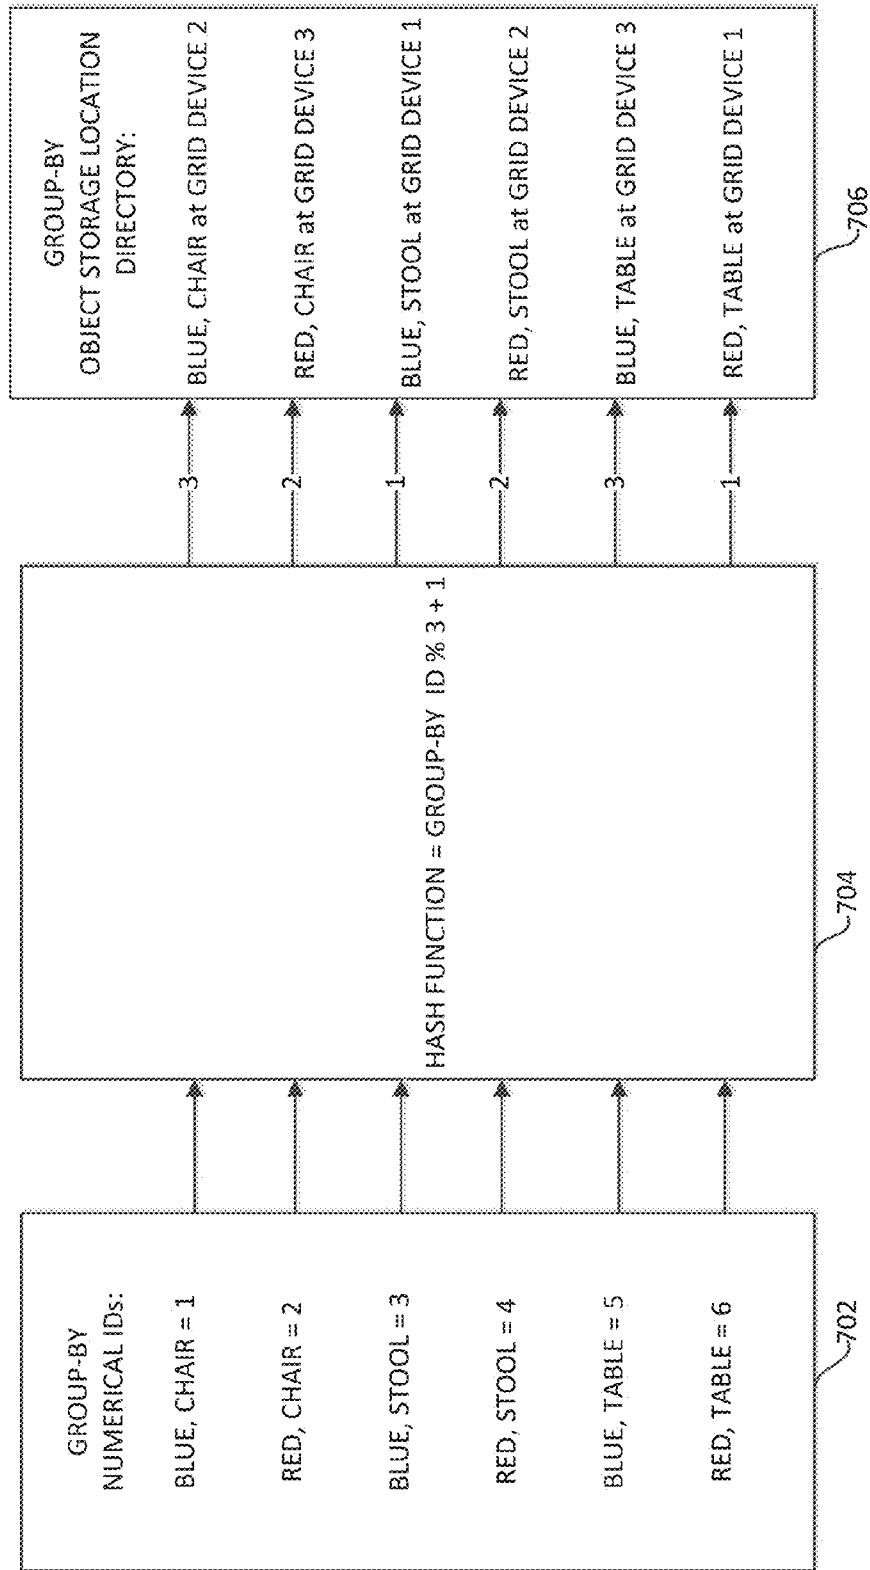 GROUP-BY
NUMERICAL IDs:
BLUE, CHAIR = 1
RED, CHAIR = 2
BLUE, STOOL = 3
RED, STOOL = 4
BLUE, TABLE = 5
RED, TABLE = 6
702
HASH FUNCTION = GROUP-BY ID % 3 + 1
704
3
2
1
2
3
1
GROUP-BY
OBJECT STORAGE LOCATION
DIRECTORY:
BLUE, CHAIR at GRID DEVICE 2
RED, CHAIR at GRID DEVICE 3
BLUE, STOOL at GRID DEVICE 1
RED, STOOL at GRID DEVICE 2
BLUE, TABLE at GRID DEVICE 3
RED, TABLE at GRID DEVICE 1
706